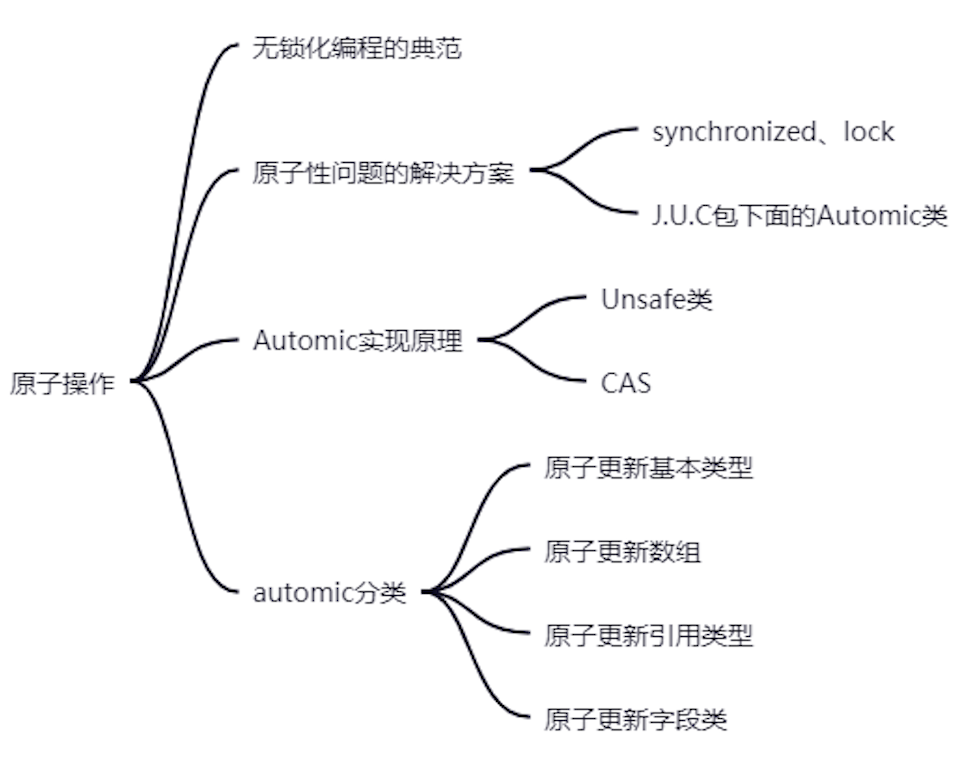 原子操作
无锁化编程的典范
原子性问题的解决方案
synchronized、lock
J.U.C包下面的Automic类
Automic实现原理
Unsafe类
CAS
automic分类
原子更新基本类型
原子更新数组
原子更新引用类型
原子更新字段类